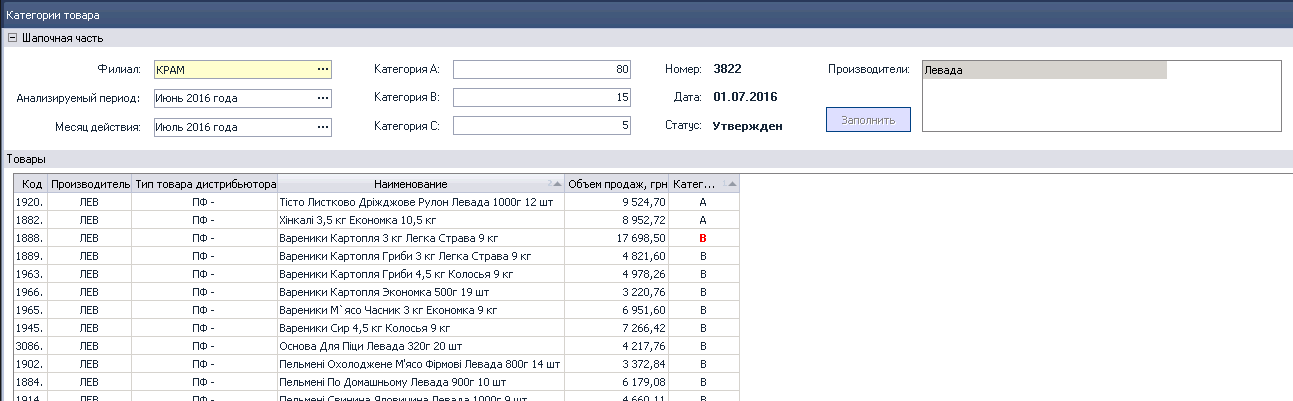 Категории товара
Шапочная часть
Филиал: КРАМ ... Категория А: 80 Номер: 3822 Производители: Левада
Анализируемый период: Июнь 2016 года ... Категория В: 15 Дата: 01.07.2016
Месяц действия: Июль 2016 года ... Категория С: 5 Статус: Утвержден Заполнить
Товары
Код Производитель Тип товара дистрибьютора Наименование 2 Объем продаж, грн Катег... 1
1920. ЛЕВ ПФ - Тісто Листково Дріжджове Рулон Левада 1000г 12 шт 9 524,70 А
1882. ЛЕВ ПФ - Хінкалі 3,5 кг Економка 10,5 кг 8 952,72 А
1888. ЛЕВ ПФ - Вареники Картопля 3 кг Легка Страва 9 кг 17 698,50 В
1889. ЛЕВ ПФ - Вареники Картопля Гриби 3 кг Легка Страва 9 кг 4 821,60 В
1963. ЛЕВ ПФ - Вареники Картопля Гриби 4,5 кг Колосья 9 кг 4 978,26 В
1966. ЛЕВ ПФ - Вареники Картопля Экономка 500г 19 шт 3 220,76 В
1965. ЛЕВ ПФ - Вареники М`ясо Часник 3 кг Економка 9 кг 6 951,60 В
1945. ЛЕВ ПФ - Вареники Сир 4,5 кг Колосья 9 кг 7 266,42 В
3086. ЛЕВ ПФ - Основа Для Піци Левада 320г 20 шт 4 217,76 В
1902. ЛЕВ ПФ - Пельмені Охолоджене М'ясо Фірмові Левада 800г 14 шт 3 372,84 В
1884. ЛЕВ ПФ - Пельмені По Домашньому Левада 900г 10 шт 6 179,08 В
1914. ЛЕВ ПФ - Пельмені Свинина Яловичина Левада 1000г 9 шт 4 660,11 В